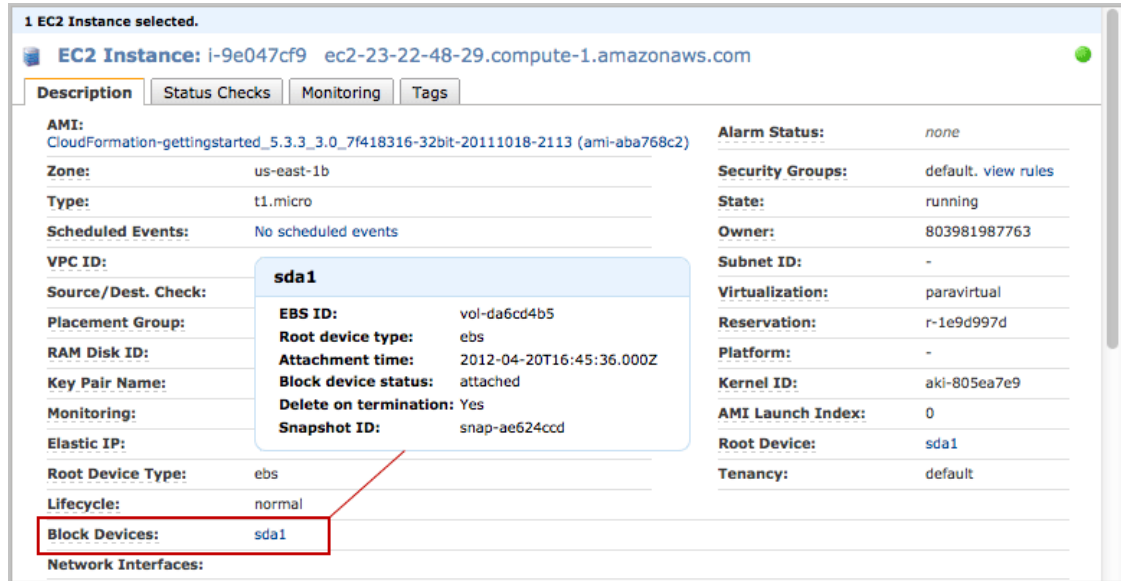 1 EC2 Instance selected.
EC2 Instance: i-9e047cf9 ec2-23-22-48-29.compute-1.amazonaws.com
Description Status Checks Monitoring Tags
AMI:
CloudFormation-gettingstarted_5.3.3_3.0_7f418316-32bit-20111018-2113 (ami-aba768c2)
Alarm Status: none
Zone: us-east-1b
Security Groups: default. view rules
Type: t1.micro
State: running
Scheduled Events: No scheduled events
Owner: 803981987763
VPC ID:
Subnet ID: -
Source/Dest. Check:
Virtualization: paravirtual
Placement Group:
Reservation: r-1e9d997d
RAM Disk ID:
Platform: -
Key Pair Name:
Kernel ID: aki-805ea7e9
Monitoring:
AMI Launch Index: 0
Elastic IP:
Root Device: sda1
Root Device Type: ebs
Tenancy: default
Lifecycle: normal
Block Devices: sda1
Network Interfaces:
sda1
EBS ID: vol-da6cd4b5
Root device type: ebs
Attachment time: 2012-04-20T16:45:36.000Z
Block device status: attached
Delete on termination: Yes
Snapshot ID: snap-ae624ccd